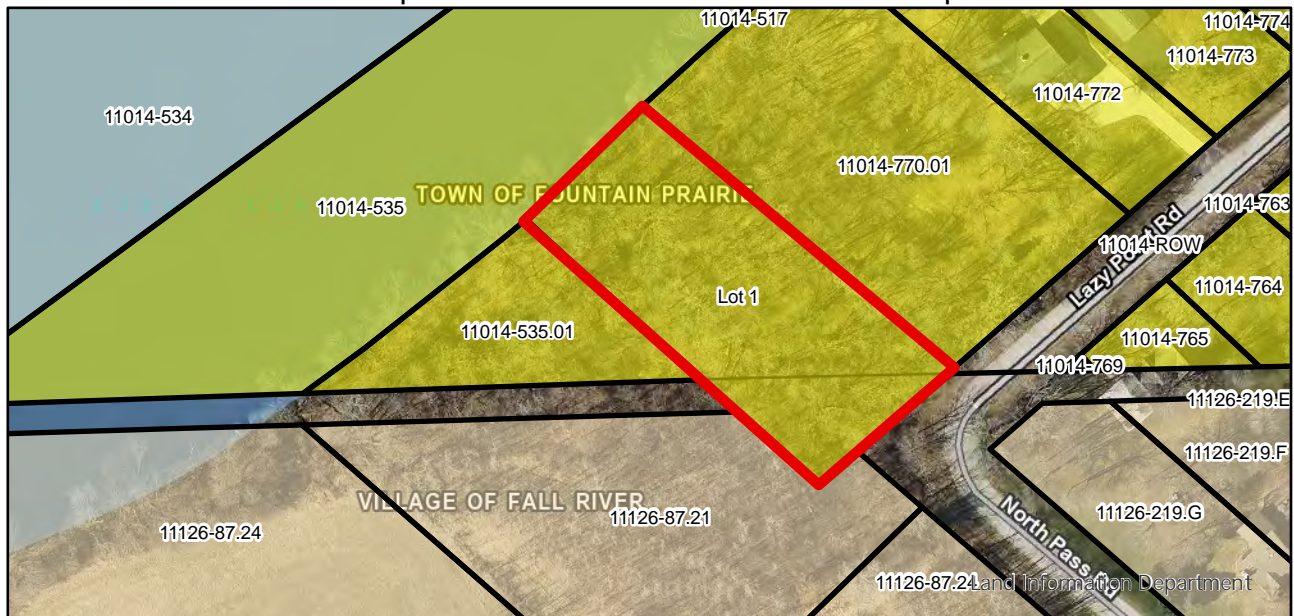 11014-517
11014-774
11014-773
11014-772
11014-534
11014-770.01
TOWN OF FOUNTAIN PRAIRIE
11014-535
11014-763
Lazy Point Rd
11014-ROW
11014-764
Lot 1
11014-535.01
11014-765
11014-769
11126-219.E
11126-219.F
VILLAGE OF FALL RIVER
11126-87.21
11126-219.G
11126-87.24
North Pass Rd
11126-87.24
Land Information Department